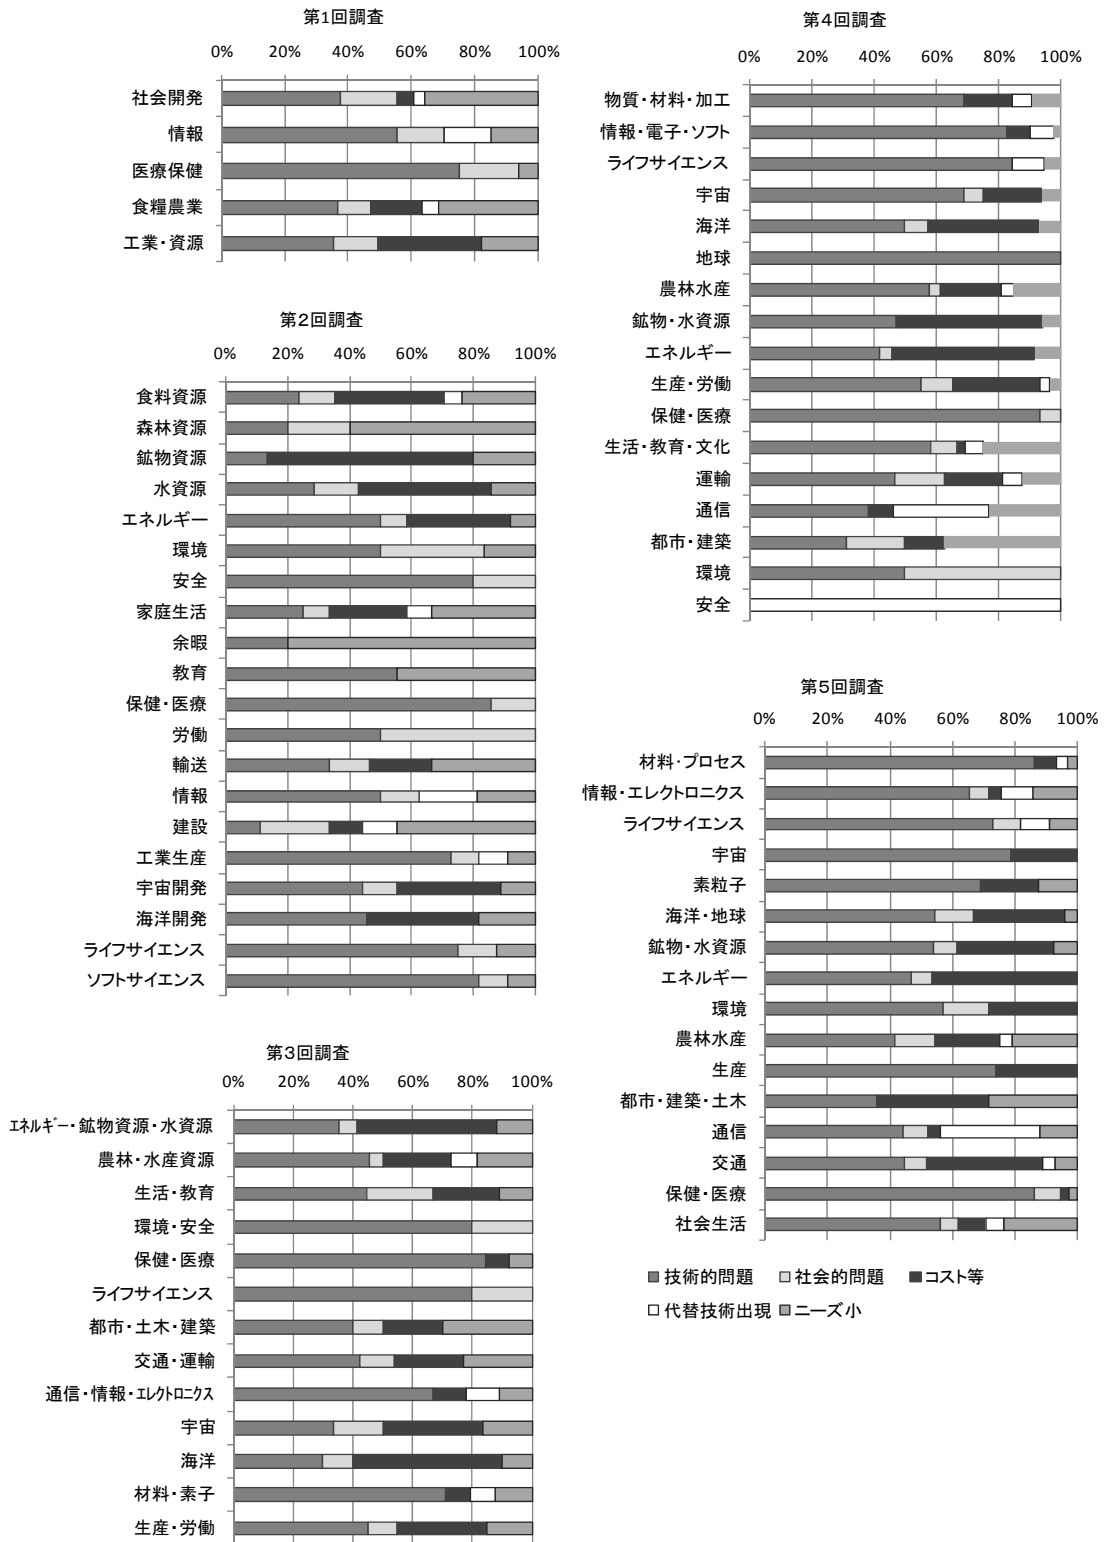 第1回調査
0% 20% 40% 60% 80% 100%
社会開発
情報
医療保健
食糧農業
工業・資源
第2回調査
0% 20% 40% 60% 80% 100%
食料資源
森林資源
鉱物資源
水資源
エネルギー
環境
安全
家庭生活
余暇
教育
保健・医療
労働
輸送
情報
建設
工業生産
宇宙開発
海洋開発
ライフサイエンス
ソフトサイエンス
第3回調査
0% 20% 40% 60% 80% 100%
エネルギー・鉱物資源・水資源
農林・水産資源
生活・教育
環境・安全
保健・医療
ライフサイエンス
都市・土木・建築
交通・運輸
通信・情報・エレクトロニクス
宇宙
海洋
材料・素子
生産・労働
第4回調査
0% 20% 40% 60% 80% 100%
物質・材料・加工
情報・電子・ソフト
ライフサイエンス
宇宙
海洋
地球
農林水産
鉱物・水資源
エネルギー
生産・労働
保健・医療
生活・教育・文化
運輸
通信
都市・建築
環境
安全
第5回調査
0% 20% 40% 60% 80% 100%
材料・プロセス
情報・エレクトロニクス
ライフサイエンス
宇宙
素粒子
海洋・地球
鉱物・水資源
エネルギー
環境
農林水産
生産
都市・建築・土木
通信
交通
保健・医療
社会生活
技術的問題 社会的問題 コスト等
代替技術出現 ニーズ小